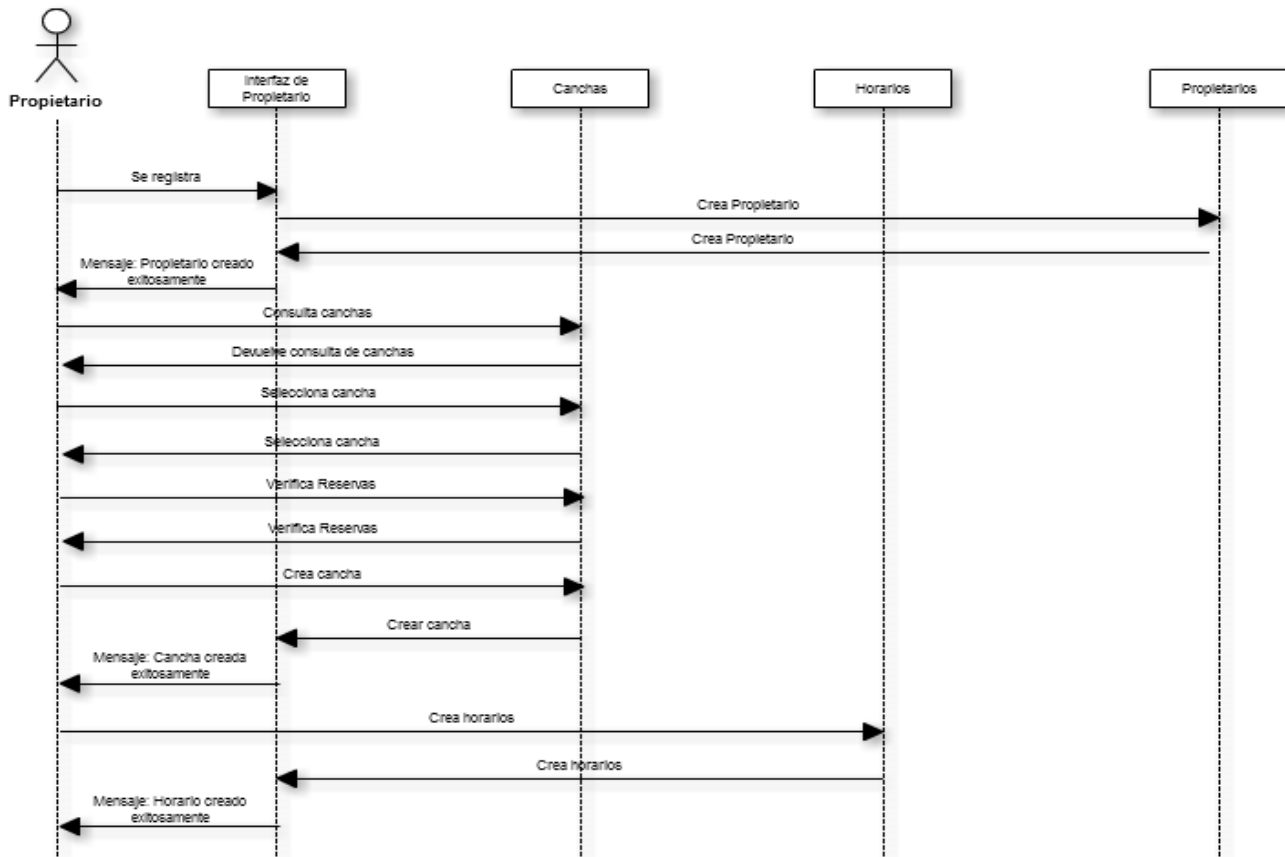 Propietario
Interfaz de
Propietario
Canchas
Horarios
Propietarios
Se registra
Crea Propietario
Crea Propietario
Mensaje: Propietario creado
exitosamente
Consulta canchas
Devuelve consulta de canchas
Selecciona cancha
Selecciona cancha
Verifica Reservas
Verifica Reservas
Crea cancha
Crear cancha
Mensaje: Cancha creada
exitosamente
Crea horarios
Crea horarios
Mensaje: Horario creado
exitosamente